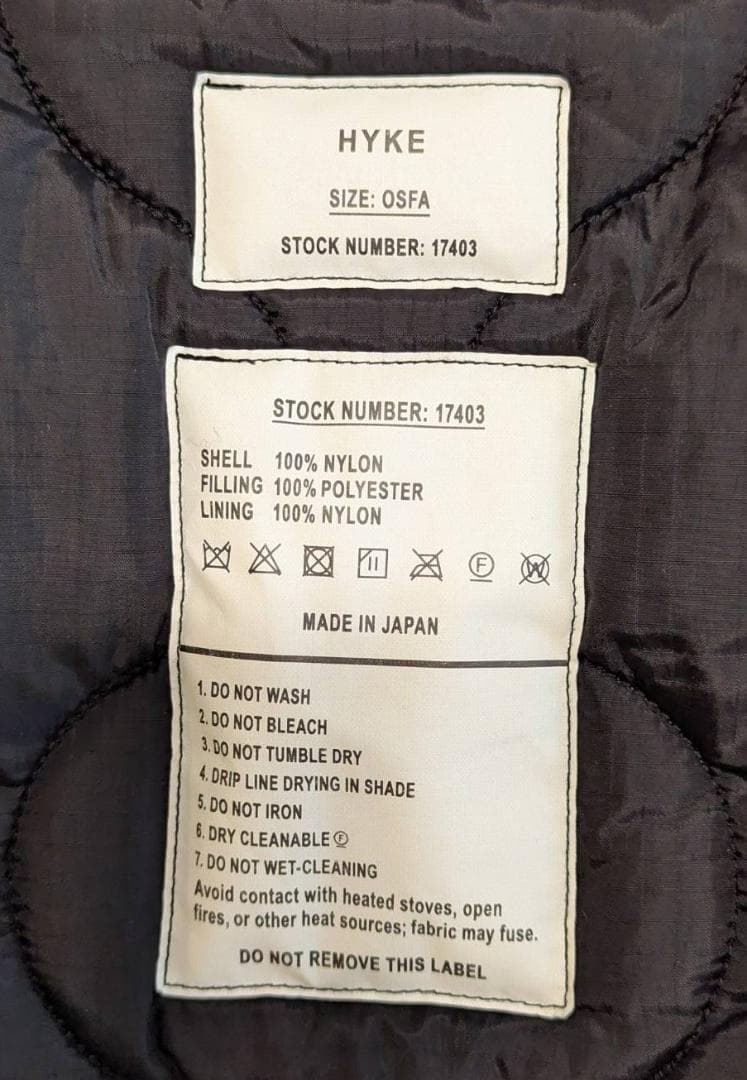 HYKE
SIZE: OSFA
STOCK NUMBER: 17403
STOCK NUMBER: 17403
SHELL 100% NYLON
FILLING 100% POLYESTER
LINING 100% NYLON
F W
MADE IN JAPAN
1. DO NOT WASH
2. DO NOT BLEACH
3. DO NOT TUMBLE DRY
4. DRIP LINE DRYING IN SHADE
5. DO NOT IRON
6. DRY CLEANABLE Ⓕ
7. DO NOT WET-CLEANING
Avoid contact with heated stoves, open
fires, or other heat sources; fabric may fuse.
DO NOT REMOVE THIS LABEL